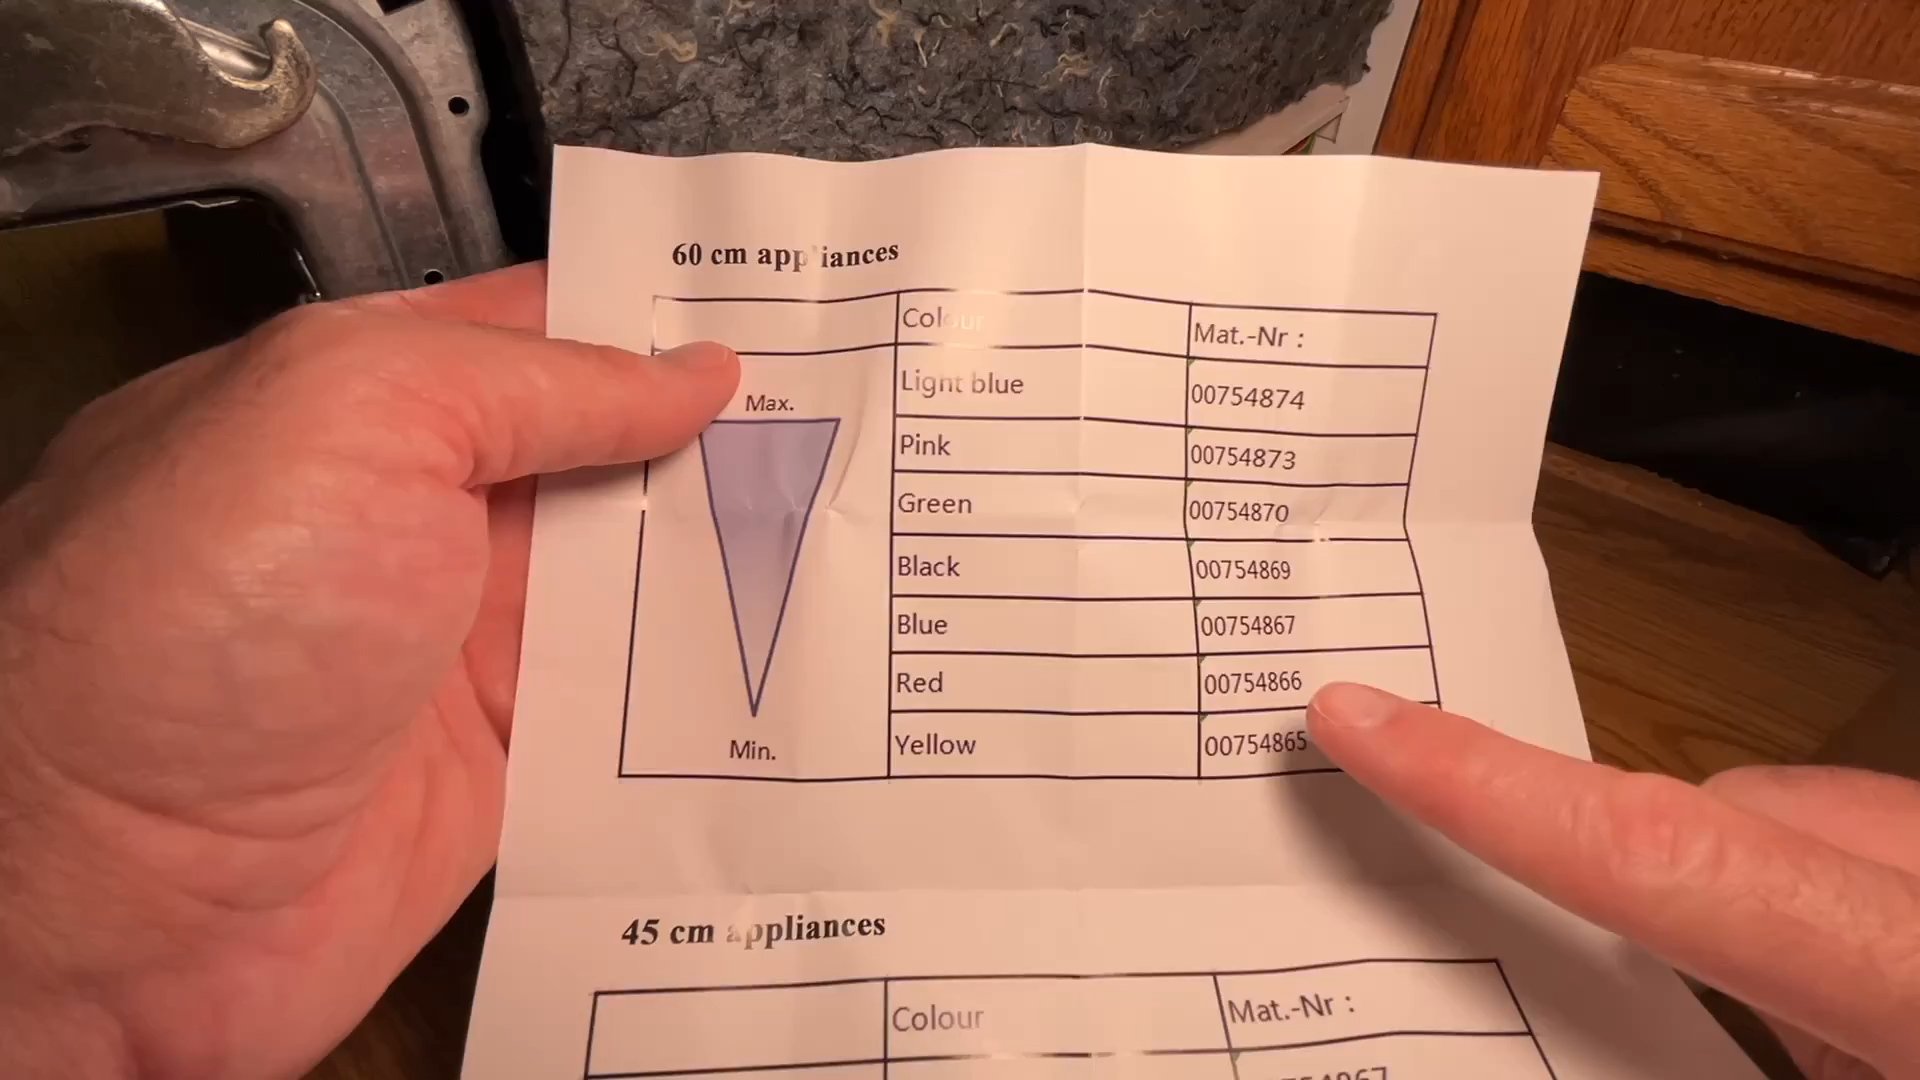 60 cm appliances
Colour Mat.-Nr :
Max.
Light blue 00754874
Pink 00754873
Green 00754870
Black 00754869
Blue 00754867
Red 00754866
Yellow 00754865
Min.
45 cm appliances
Colour Mat.-Nr :